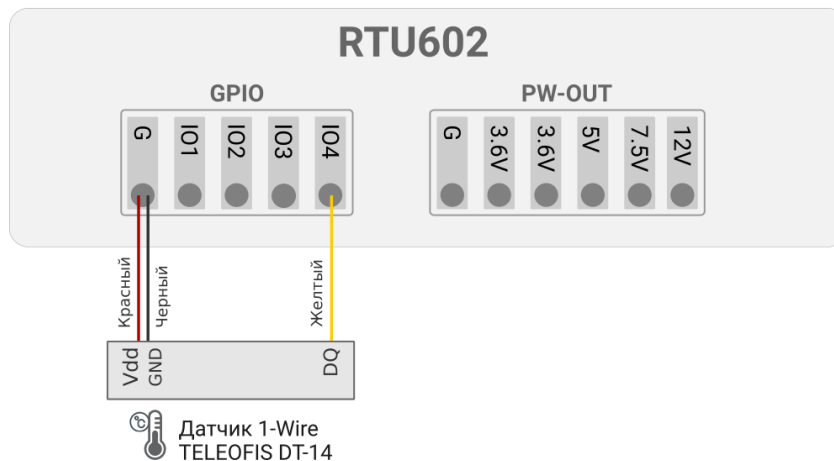 RTU602
GPIO
PW-OUT
G
IO1
IO2
IO3
IO4
G
3.6V
3.6V
5V
7.5V
12V
Красный
Черный
Желтый
Vdd
GND
DQ
°C
Датчик 1-Wire
TELEOFIS DT-14